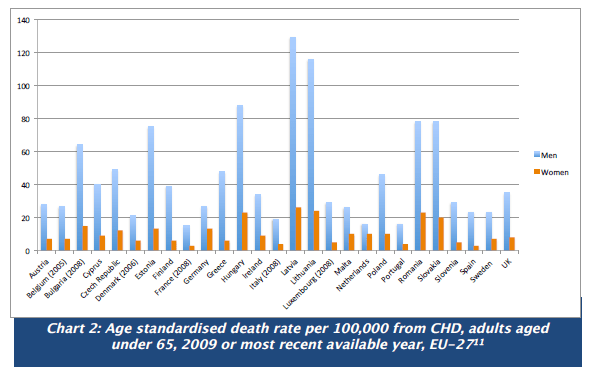 140
120
100
80
60
40
20
0
Men
Women
Austria
Belgium (2005)
Bulgaria (2008)
Cyprus
Czech Republic
Denmark (2006)
Estonia
Finland
France (2008)
Germany
Greece
Hungary
Ireland
Italy (2008)
Latvia
Lithuania
Luxembourg (2008)
Malta
Netherlands
Poland
Portugal
Romania
Slovakia
Slovenia
Spain
Sweden
UK
Chart 2: Age standardised death rate per 100,000 from CHD, adults aged
under 65, 2009 or most recent available year, EU-27¹¹